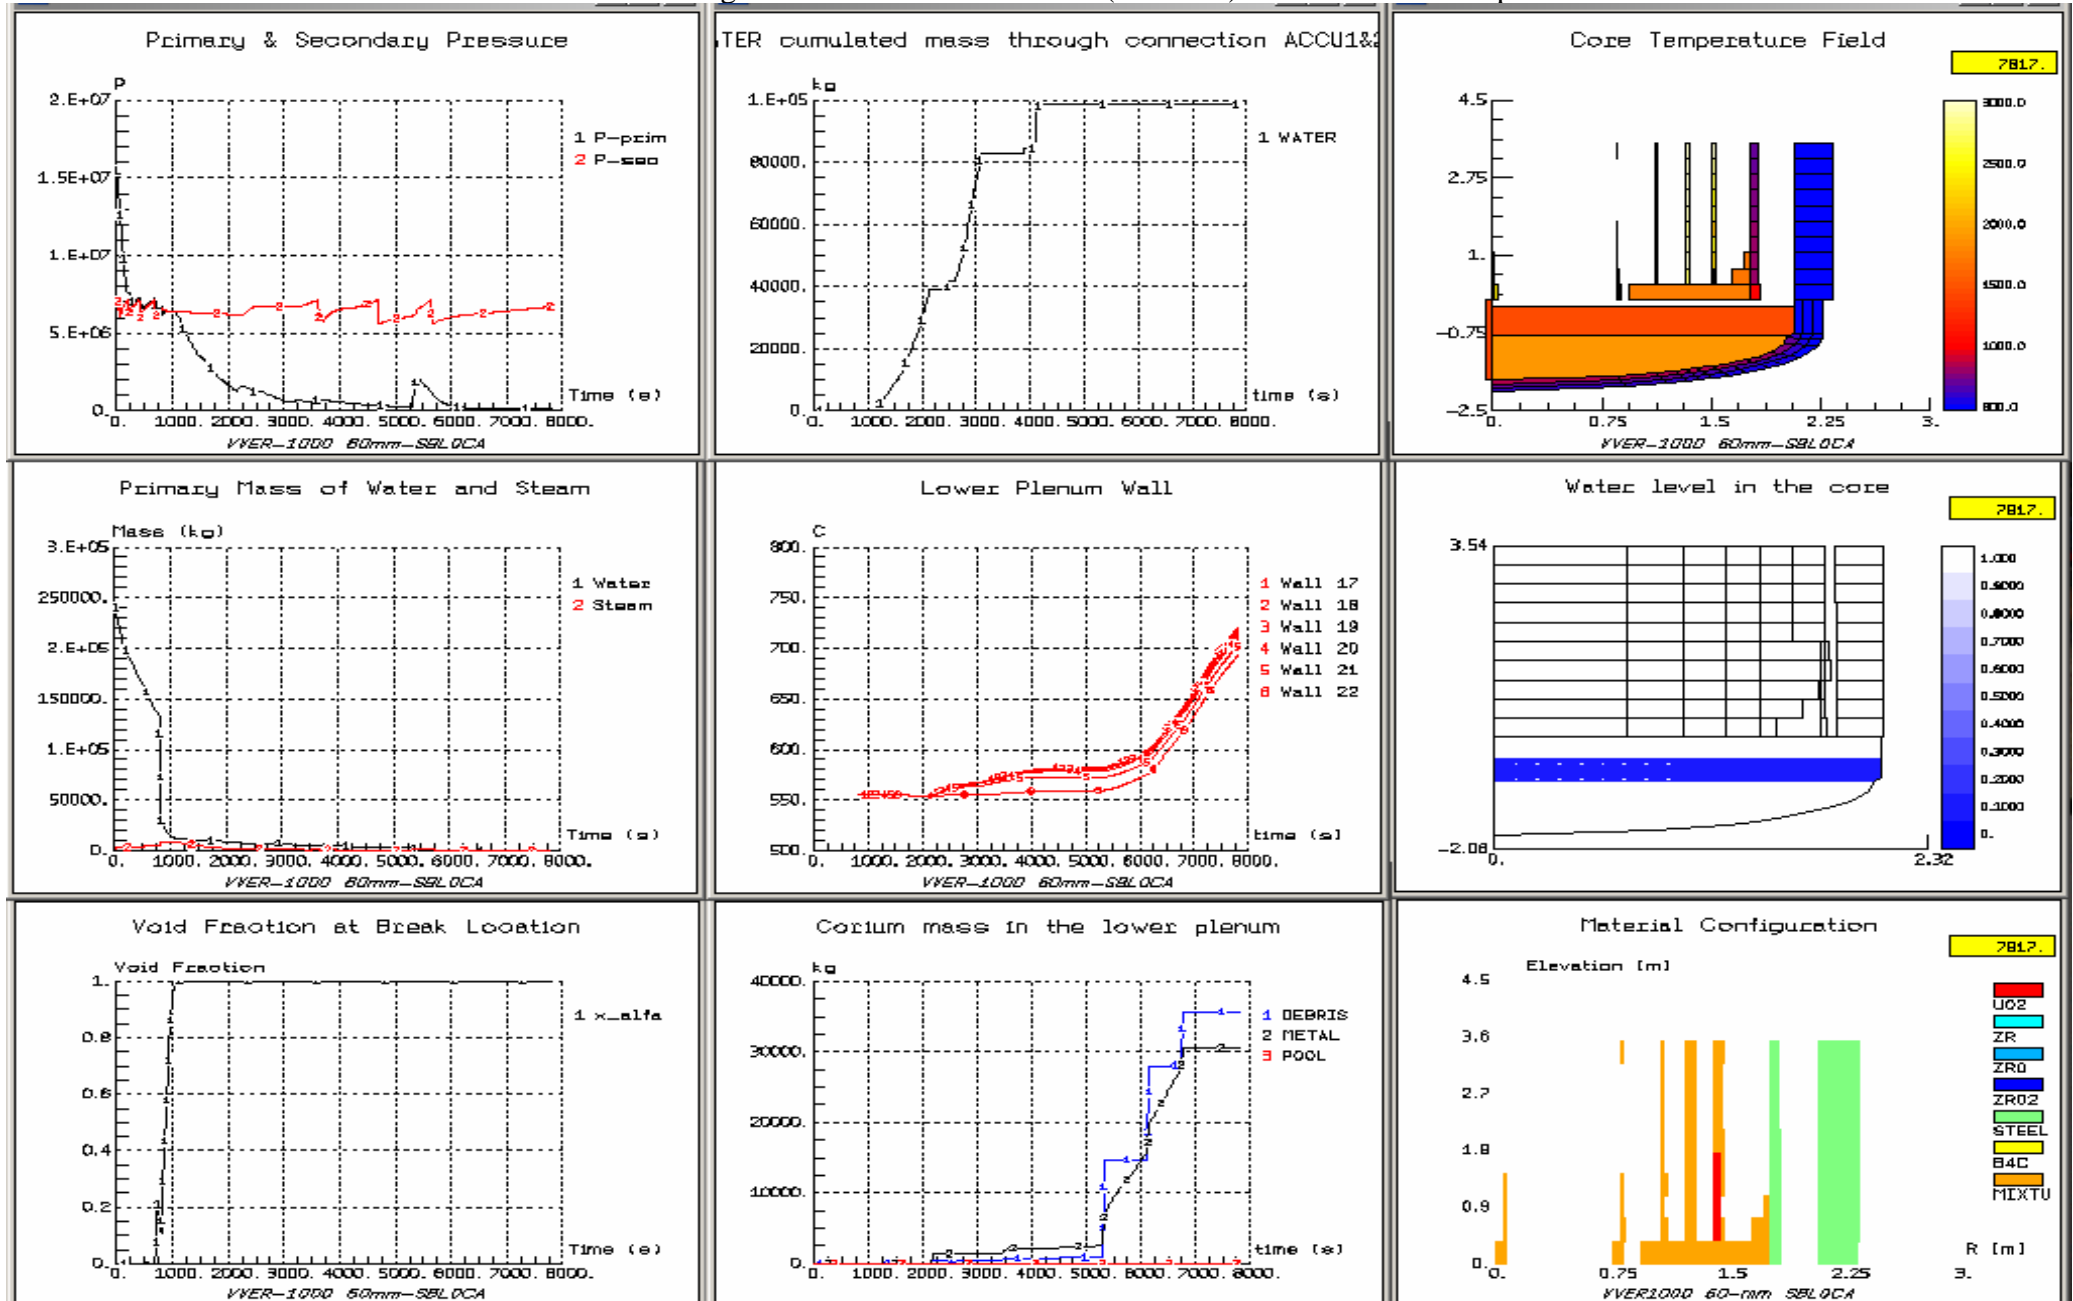 Primary & Secondary Pressure
P
2.E+07
1.5E+07
1.E+07
5.E+06
0.
1 P-prim
2 P-sec
Time (s)
0. 1000. 2000. 3000. 4000. 5000. 6000. 7000. 8000.
VVER-1000 60mm-SBLOCA
TER cumulated mass through connection ACCU1&2
kg
1.E+05
80000.
60000.
40000.
20000.
0.
1 WATER
time (s)
0. 1000. 2000. 3000. 4000. 5000. 6000. 7000. 8000.
VVER-1000 60mm-SBLOCA
Core Temperature Field
7817.
4.5
2.75
1.
-0.75
-2.5
0. 0.75 1.5 2.25 3.
3000.0
2500.0
2000.0
1000.0
VVER-1000 60mm-SBLOCA
Primary Mass of Water and Steam
Mass (kg)
3.E+05
250000.
2.E+05
150000.
1.E+05
50000.
0.
1 Water
2 Steam
Time (s)
0. 1000. 2000. 3000. 4000. 5000. 6000. 7000. 8000.
VVER-1000 60mm-SBLOCA
Lower Plenum Wall
C
800.
750.
700.
650.
600.
550.
500.
1 Wall 17
2 Wall 18
3 Wall 19
4 Wall 20
5 Wall 21
6 Wall 22
time (s)
0. 1000. 2000. 3000. 4000. 5000. 6000. 7000. 8000.
VVER-1000 60mm-SBLOCA
Water level in the core
7817.
3.54
-2.08
0. 2.32
1.000
0.9000
0.8000
0.7000
0.6000
0.5000
0.4000
0.3000
0.2000
0.1000
0.
Void Fraction at Break Location
Void Fraction
1.
0.8
0.6
0.4
0.2
0.
1 x_alfa
Time (s)
0. 1000. 2000. 3000. 4000. 5000. 6000. 7000. 8000.
VVER-1000 60mm-SBLOCA
Corium mass in the lower plenum
kg
40000.
30000.
20000.
10000.
0.
1 DEBRIS
2 METAL
3 POOL
time (s)
0. 1000. 2000. 3000. 4000. 5000. 6000. 7000. 8000.
VVER-1000 60mm-SBLOCA
Material Configuration
7817.
Elevation [m]
4.5
3.6
2.7
1.8
0.9
0.
UO2
ZR
ZRO
ZRO2
STEEL
B4C
MIXTU
R [m]
0. 0.75 1.5 2.25 3.
VVER1000 60-mm SBLOCA